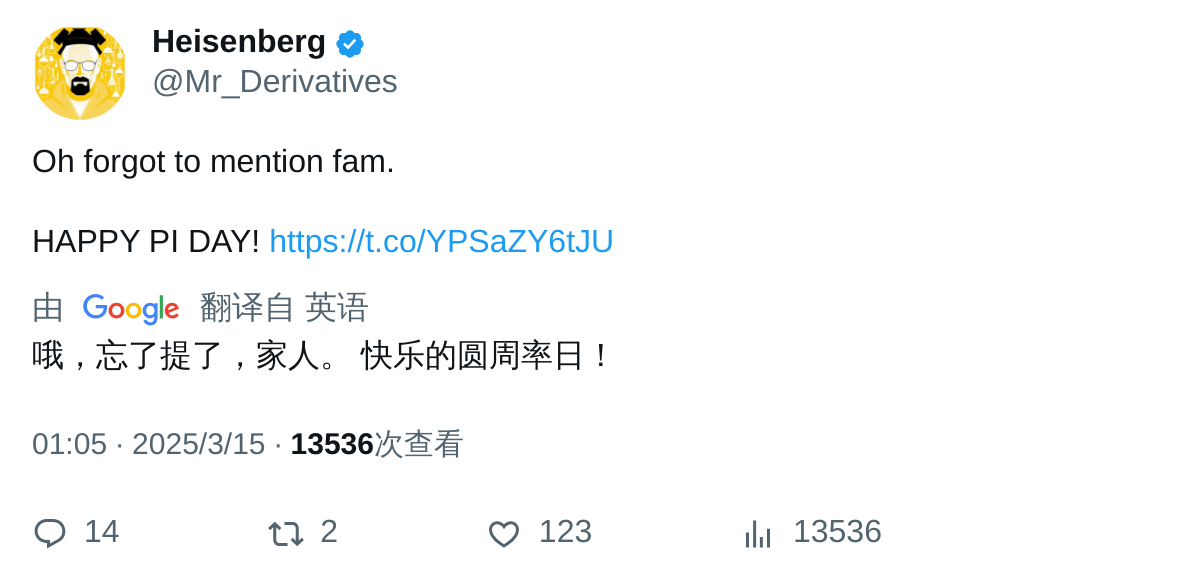 Heisenberg
@Mr_Derivatives
Oh forgot to mention fam.
HAPPY PI DAY! https://t.co/YPSaZY6tJU
由 Google 翻译自 英语
哦，忘了提了，家人。 快乐的圆周率日！
01:05 · 2025/3/15 · 13536次查看
14 2 123 13536